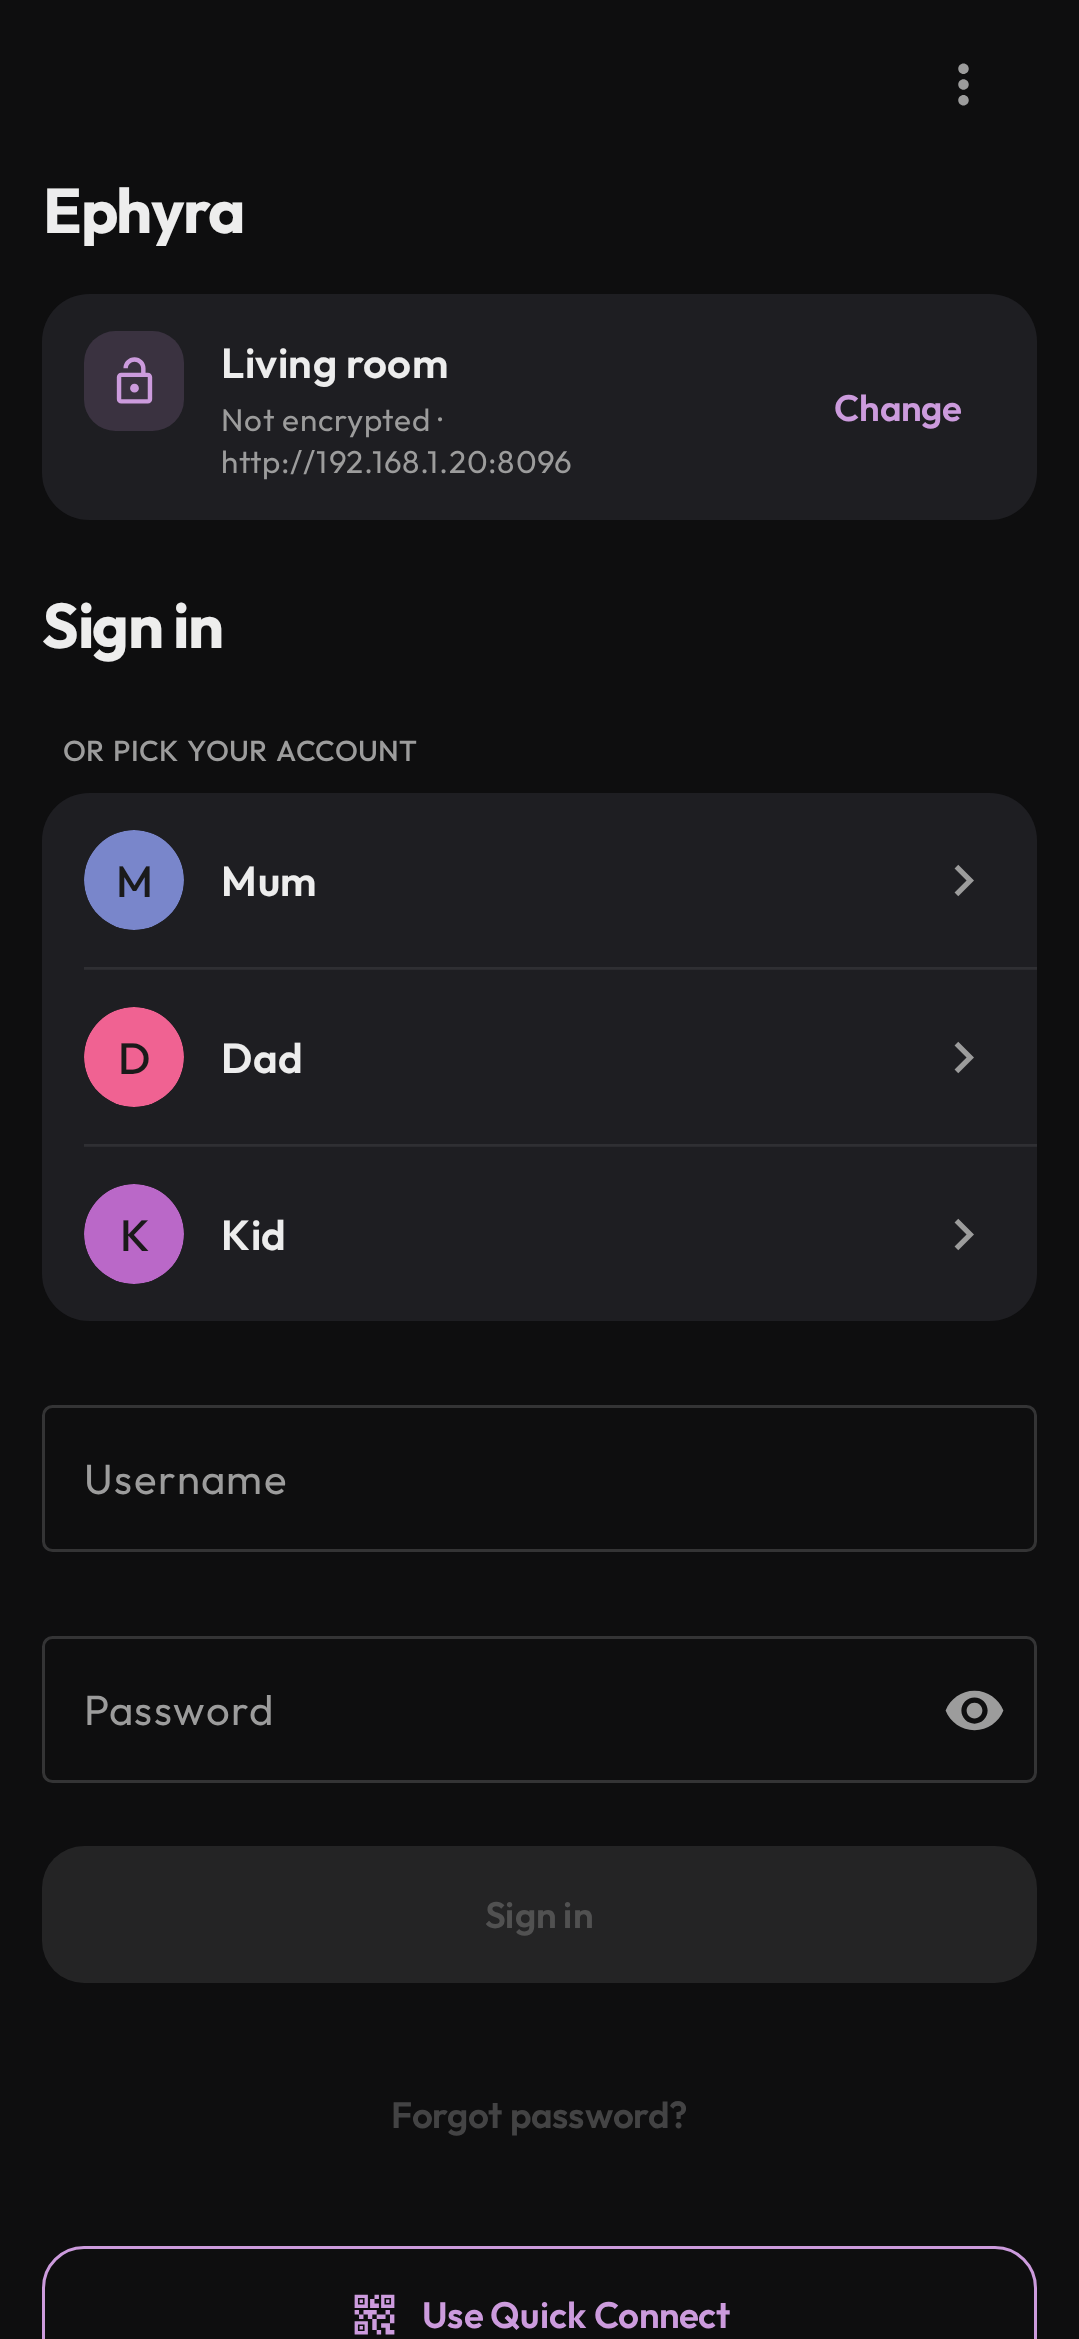 Ephyra
Living room
Not encrypted ·
http://192.168.1.20:8096
Change
Sign in
OR PICK YOUR ACCOUNT
M
Mum
D
Dad
K
Kid
Username
Password
Sign in
Forgot password?
Use Quick Connect